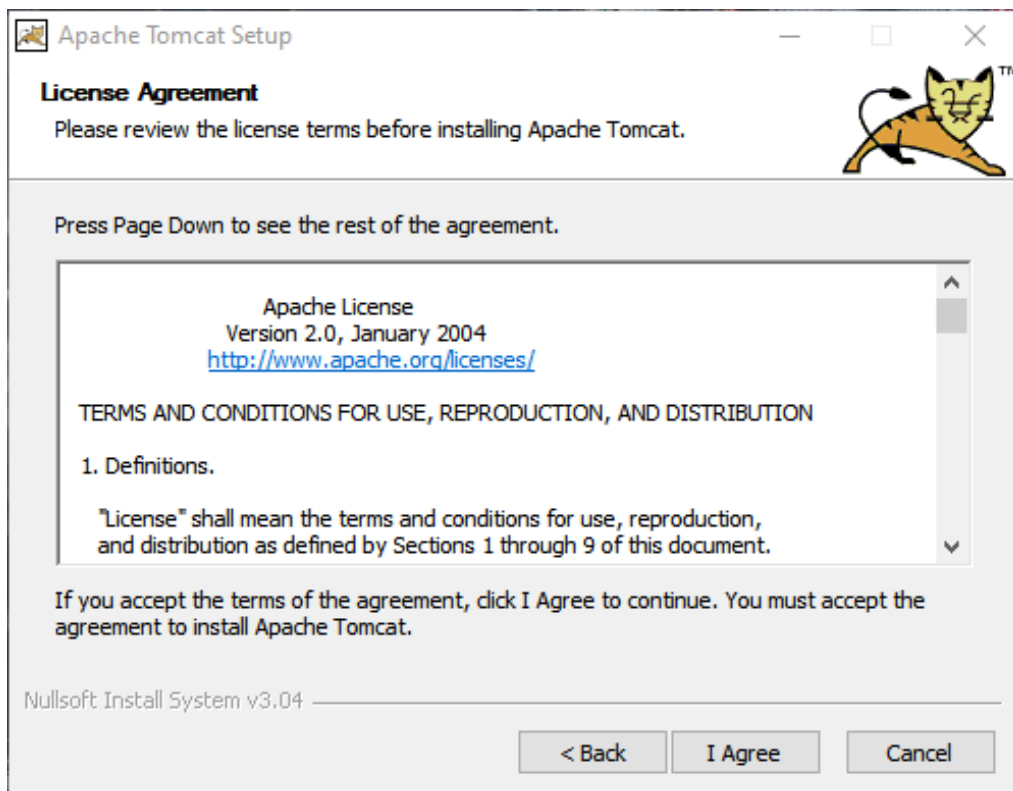 Apache Tomcat Setup
License Agreement
Please review the license terms before installing Apache Tomcat.
TM
Press Page Down to see the rest of the agreement.
Apache License
Version 2.0, January 2004
http://www.apache.org/licenses/
TERMS AND CONDITIONS FOR USE, REPRODUCTION, AND DISTRIBUTION
1. Definitions.
"License" shall mean the terms and conditions for use, reproduction,
and distribution as defined by Sections 1 through 9 of this document.
If you accept the terms of the agreement, click I Agree to continue. You must accept the
agreement to install Apache Tomcat.
Nullsoft Install System v3.04
< Back
I Agree
Cancel